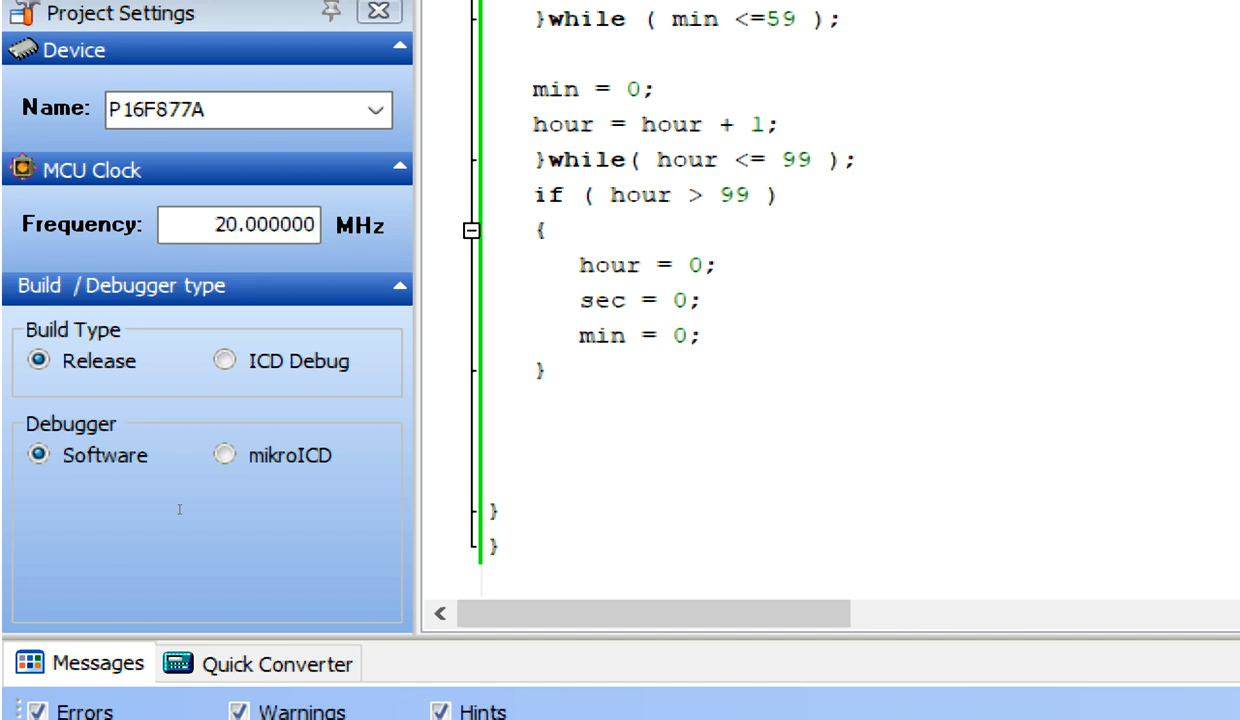 Project Settings
Device
Name: P16F877A
MCU Clock
Frequency: 20.000000 MHz
Build / Debugger type
Build Type
Release ICD Debug
Debugger
Software mikroICD
}while ( min <=59 );
min = 0;
hour = hour + 1;
}while( hour <= 99 );
if ( hour > 99 )
{
hour = 0;
sec = 0;
min = 0;
}
}
}
Messages Quick Converter
Errors Warnings Hints